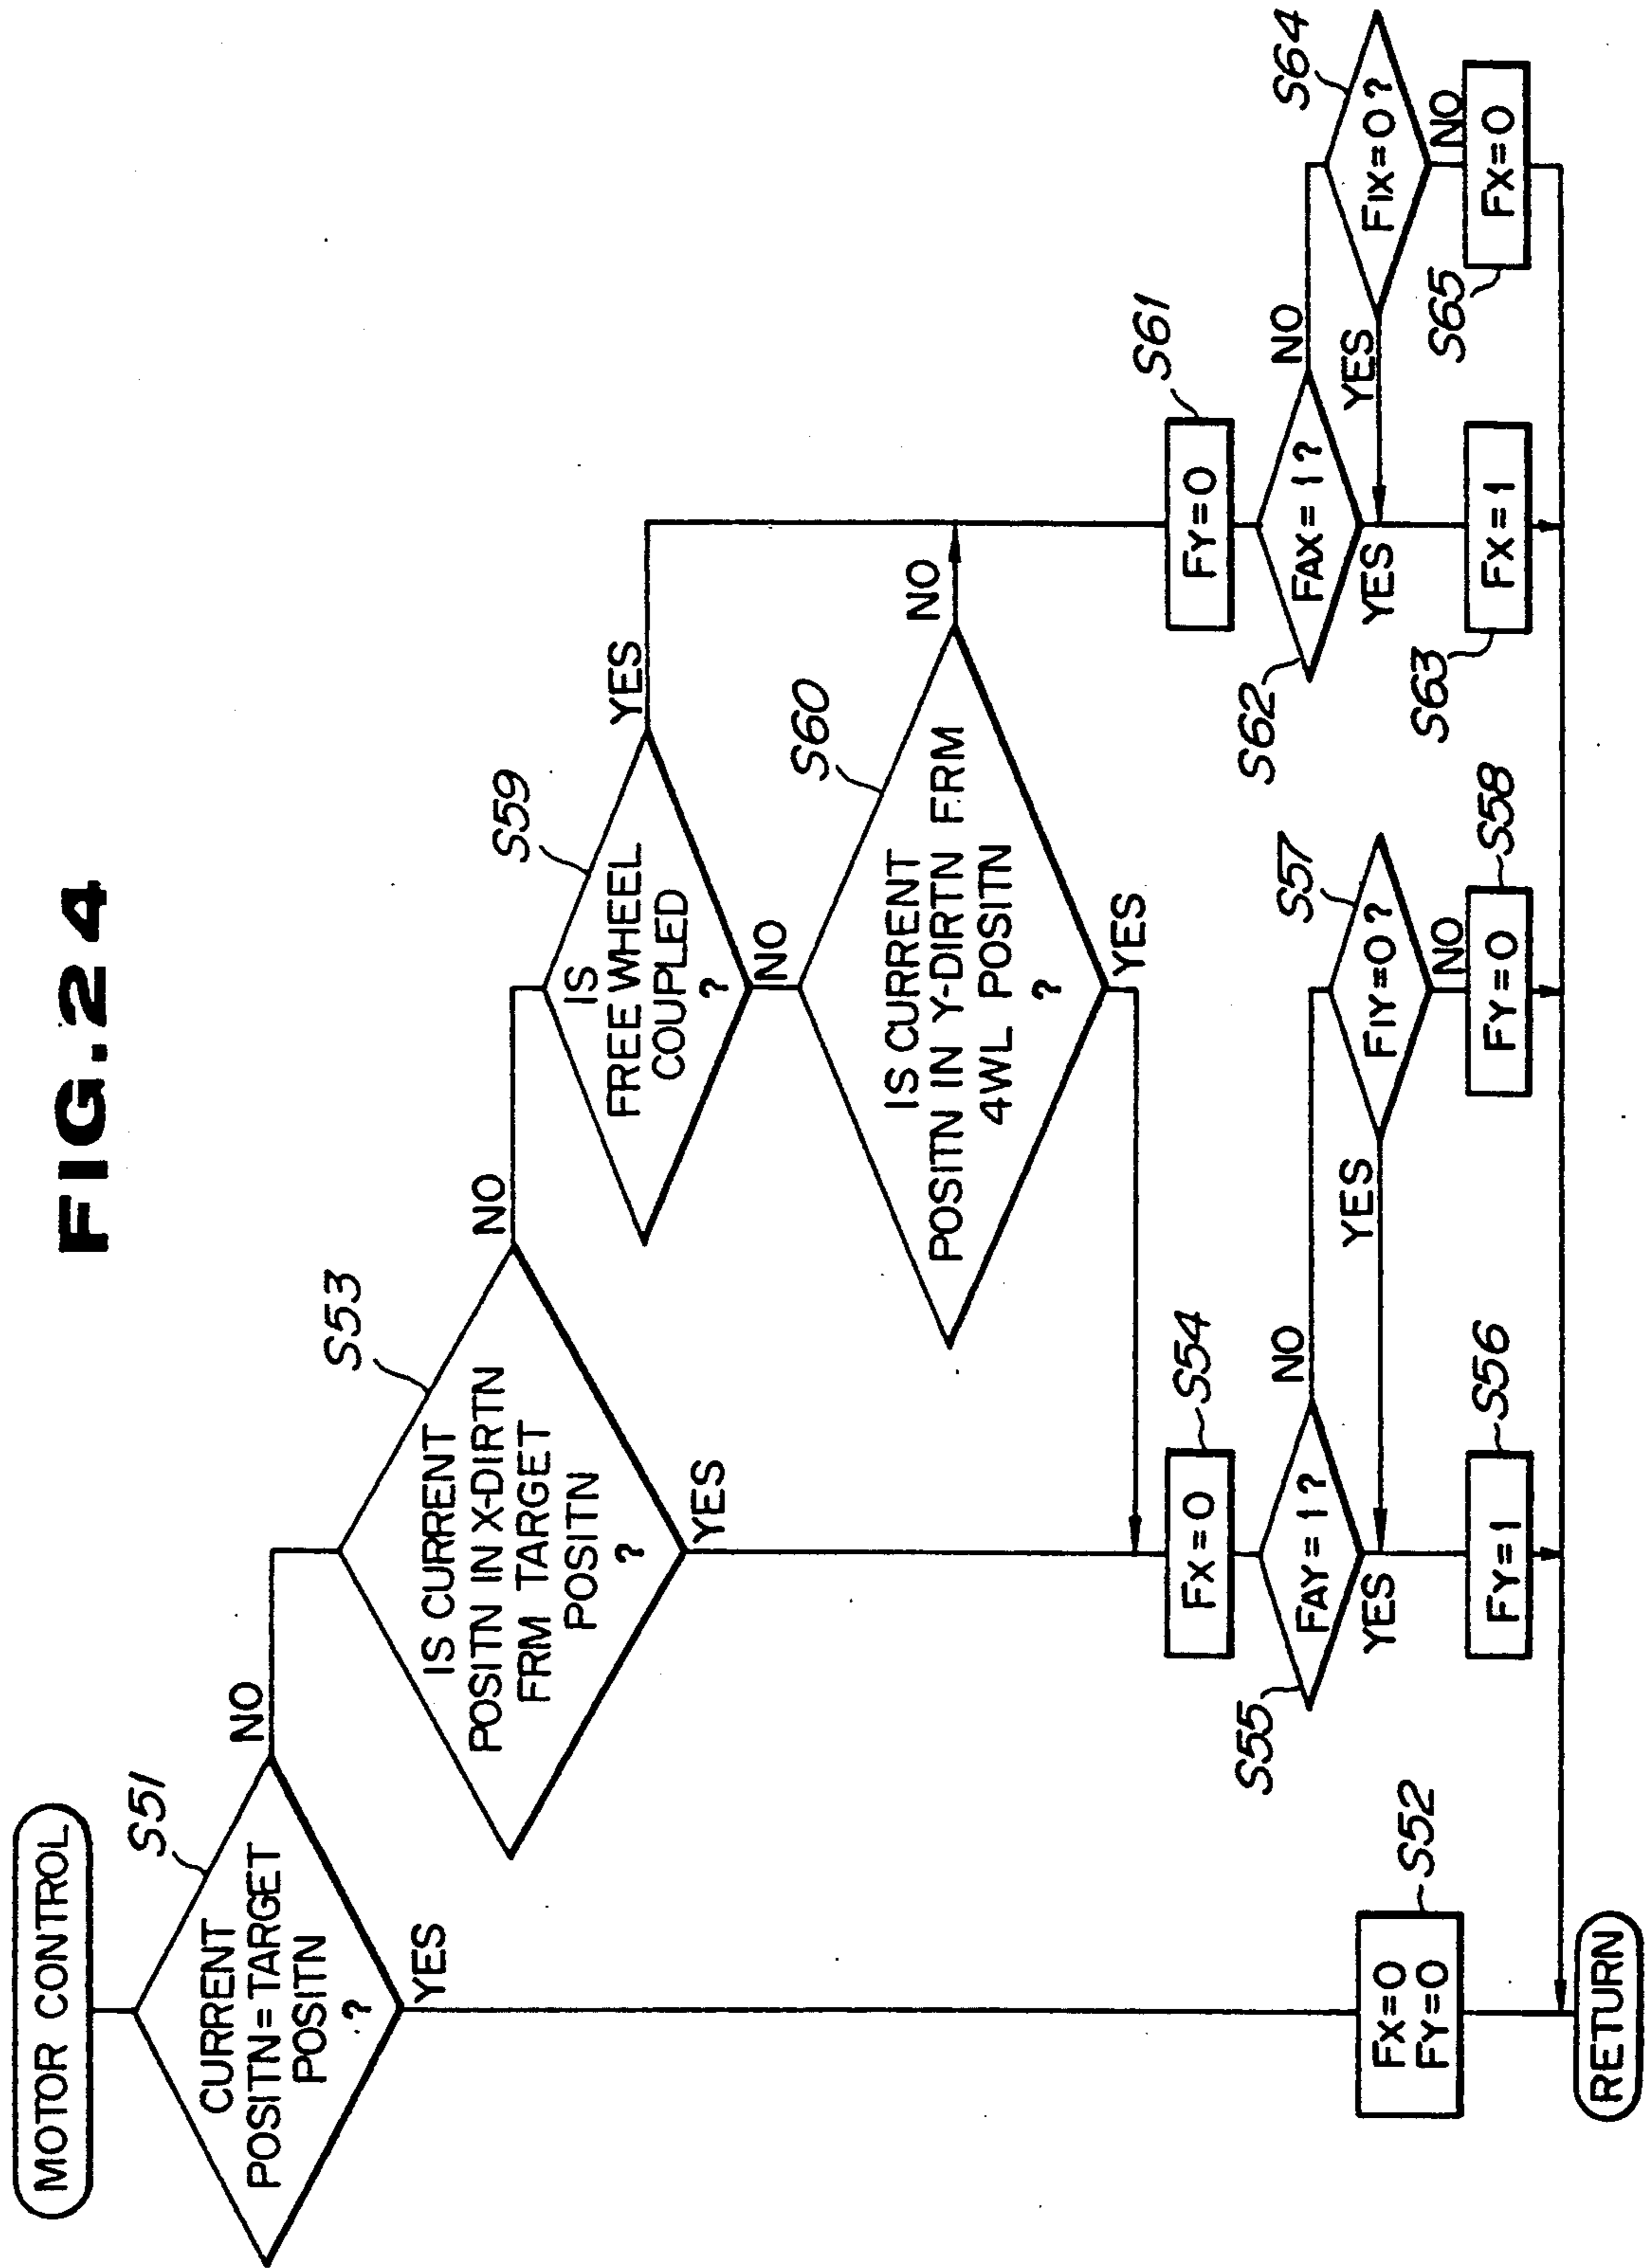 FIG.24
MOTOR CONTROL
S51
CURRENT
POSITN=TARGET
POSITN
?
NO
YES
S52
FX=0
FY=0
S53
IS CURRENT
POSITN IN X-DIRTN
FRM TARGET
POSITN
?
NO
YES
S59
IS
FREE WHEEL
COUPLED
?
YES
NO
S60
IS CURRENT
POSITN IN Y-DIRTN FRM
4WL POSITN
?
NO
YES
S54
FX=0
S55
FAY=1?
NO
YES
S57
FIY=0?
YES
NO
S56
FY=1
S58
FY=0
S61
FY=0
S62
FAX=1?
NO
YES
S64
FIX=0?
YES
NO
S63
FX=1
S65
FX=0
RETURN